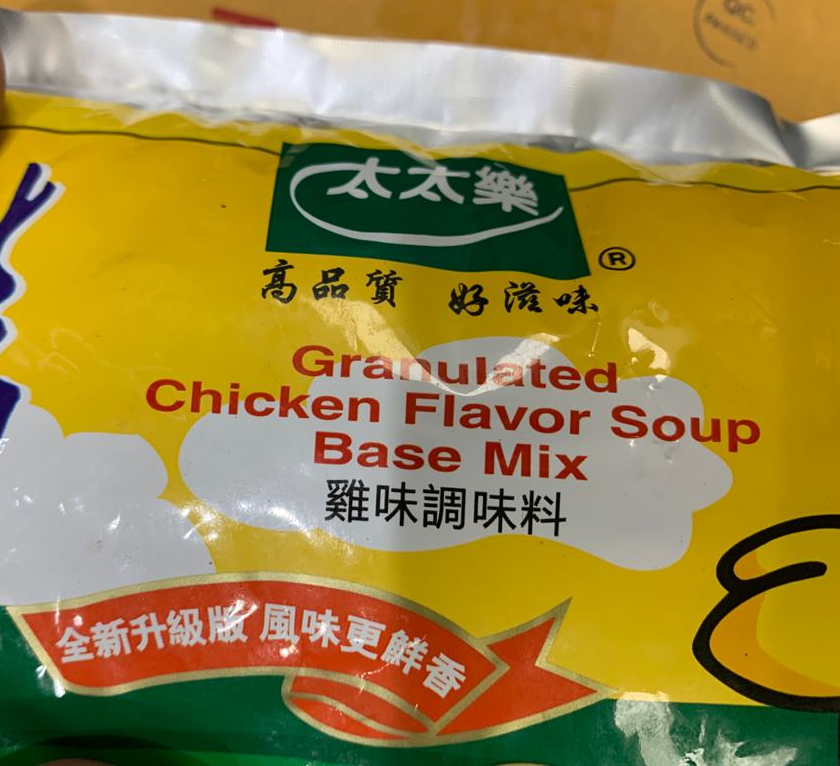 QC
太太樂
®
高品質 好滋味
Granulated
Chicken Flavor Soup
Base Mix
雞味調味料
全新升級版 風味更鮮香